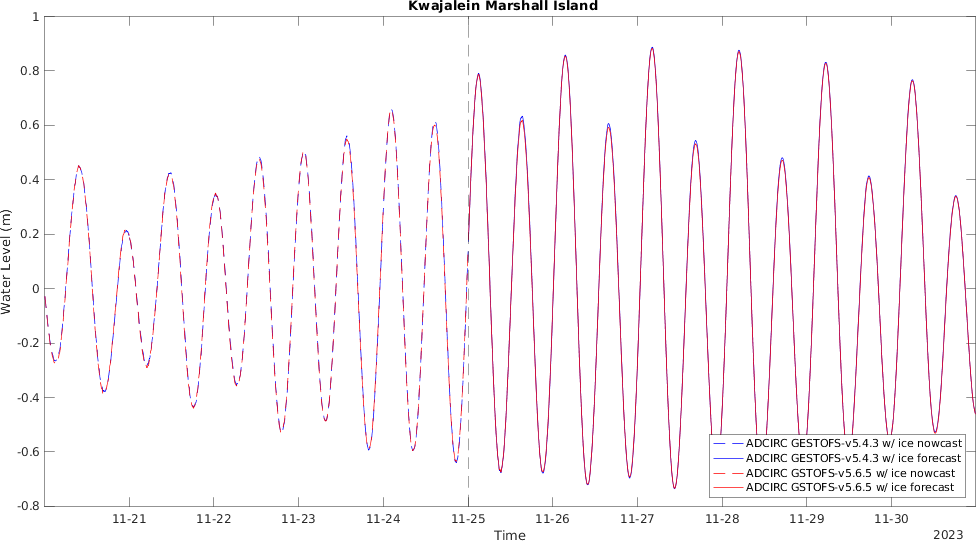 Kwajalein Marshall Island
1
0.8
0.6
0.4
0.2
0
-0.2
-0.4
-0.6
-0.8
Water Level (m)
ADCIRC GESTOFS-v5.4.3 w/ ice nowcast
ADCIRC GESTOFS-v5.4.3 w/ ice forecast
ADCIRC GSTOFS-v5.6.5 w/ ice nowcast
ADCIRC GSTOFS-v5.6.5 w/ ice forecast
11-21 11-22 11-23 11-24 11-25 11-26 11-27 11-28 11-29 11-30
Time
2023